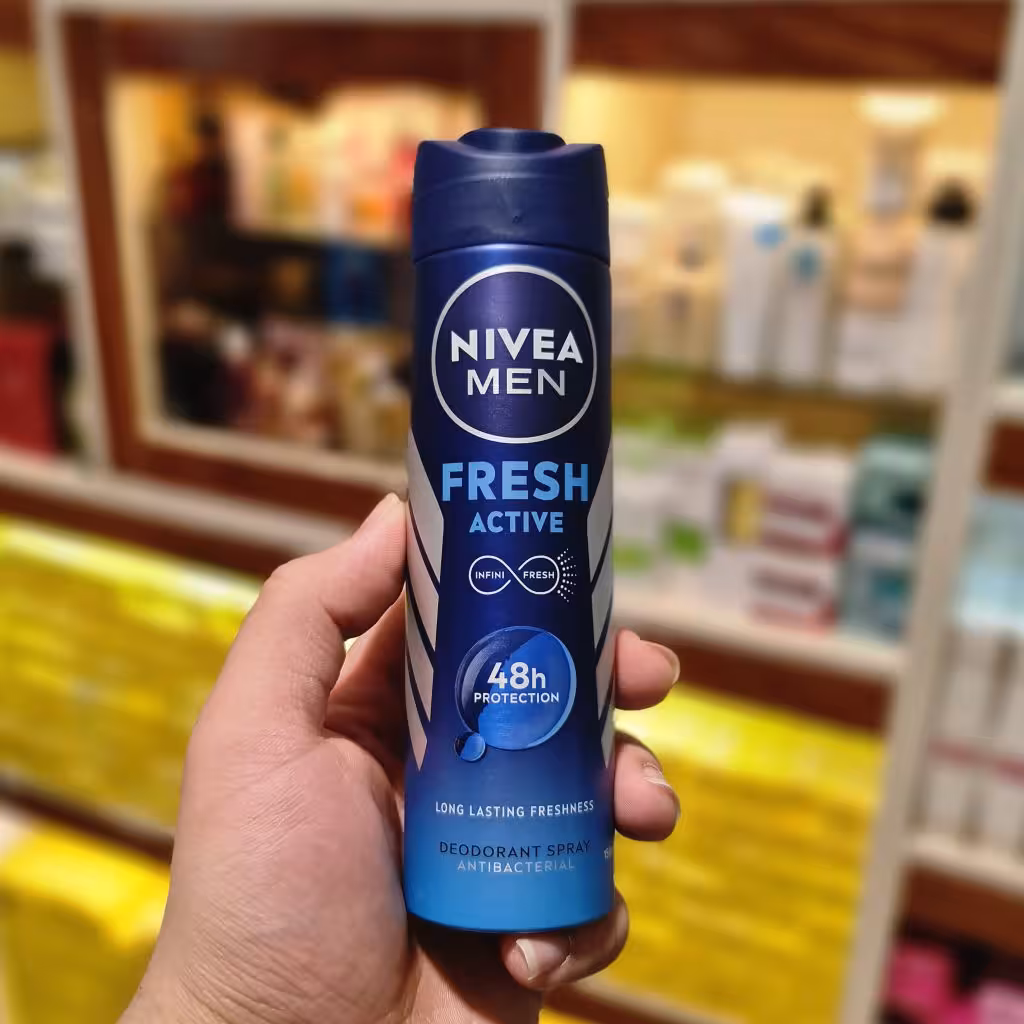 NIVEA
MEN
FRESH
ACTIVE
INFINI FRESH
48h
PROTECTION
LONG LASTING FRESHNESS
DEODORANT SPRAY
ANTIBACTERIAL